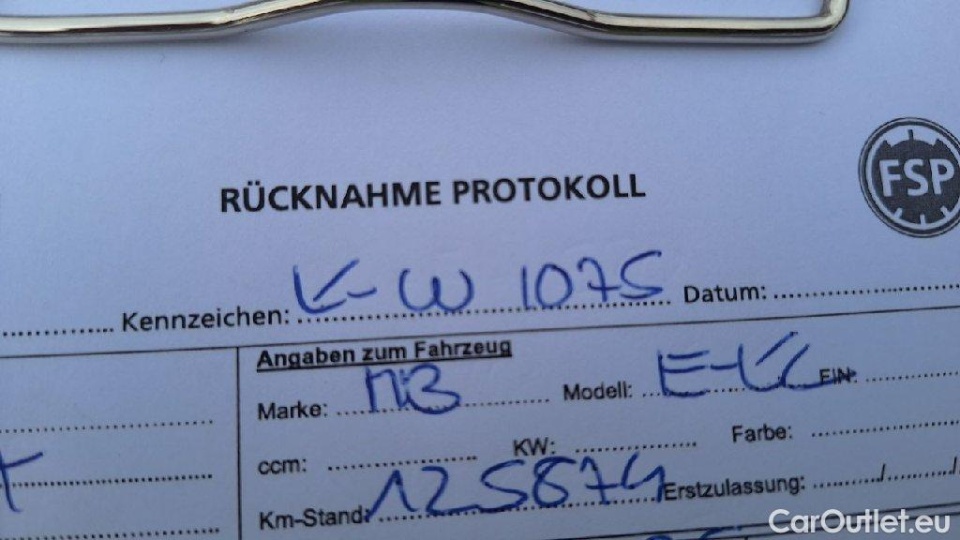 FSP
RÜCKNAHME PROTOKOLL
Kennzeichen: K-W 1075 Datum:
Angaben zum Fahrzeug
Marke: MB Modell: E-Kl FIN:
ccm: KW: Farbe:
Km-Stand: 125874 Erstzulassung: / /
CarOutlet.eu